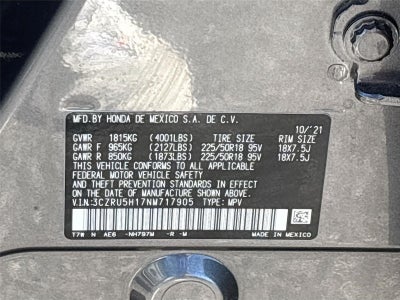 MFD.BY HONDA DE MEXICO S.A. DE C.V. 10/'21
GVWR 1815KG (4001LBS) TIRE SIZE RIM SIZE
GAWR F 965KG (2127LBS) 225/50R18 95V 18X7.5J
GAWR R 850KG (1873LBS) 225/50R18 95V 18X7.5J
THIS VEHICLE CONFORMS TO ALL APPLICABLE
FEDERAL MOTOR VEHICLE SAFETY AND
THEFT PREVENTION STANDARDS IN EFFECT ON
THE DATE OF MANUFACTURE SHOWN ABOVE.
V.I.N:3CZRU5H17NM717905 TYPE: MPV
T7W N AE6 -NH797M -R -M
MADE IN MEXICO